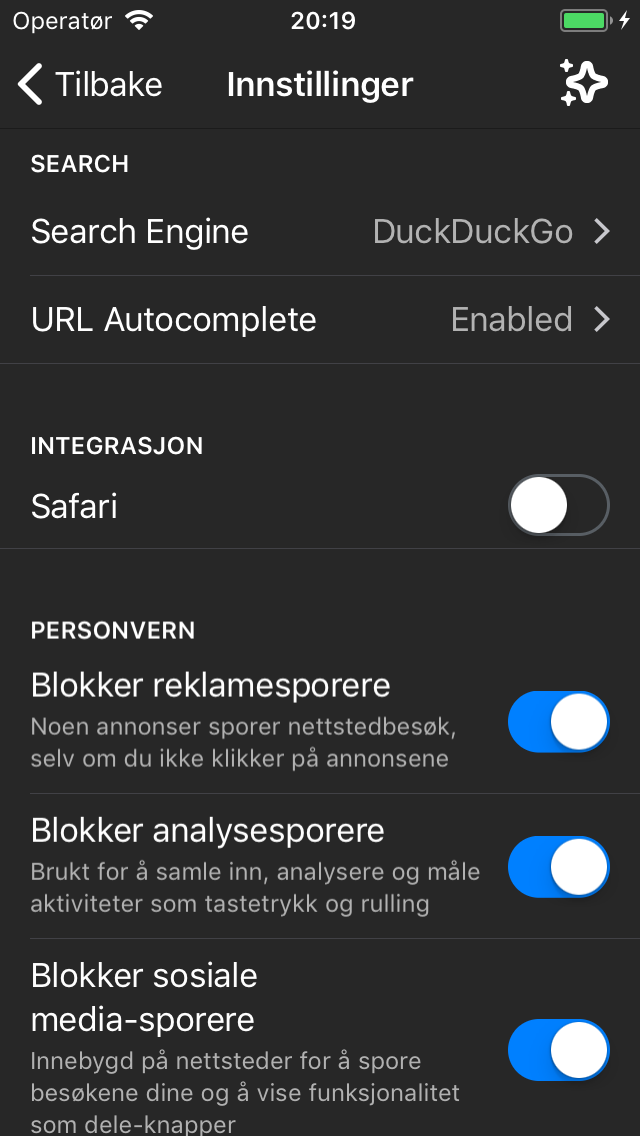 Operatør 20:19
Tilbake Innstillinger
SEARCH
Search Engine DuckDuckGo
URL Autocomplete Enabled
INTEGRASJON
Safari
PERSONVERN
Blokker reklamesporere
Noen annonser sporer nettstedbesøk,
selv om du ikke klikker på annonsene
Blokker analysesporere
Brukt for å samle inn, analysere og måle
aktiviteter som tastetrykk og rulling
Blokker sosiale
media-sporere
Innebygd på nettsteder for å spore
besøkene dine og å vise funksjonalitet
som dele-knapper